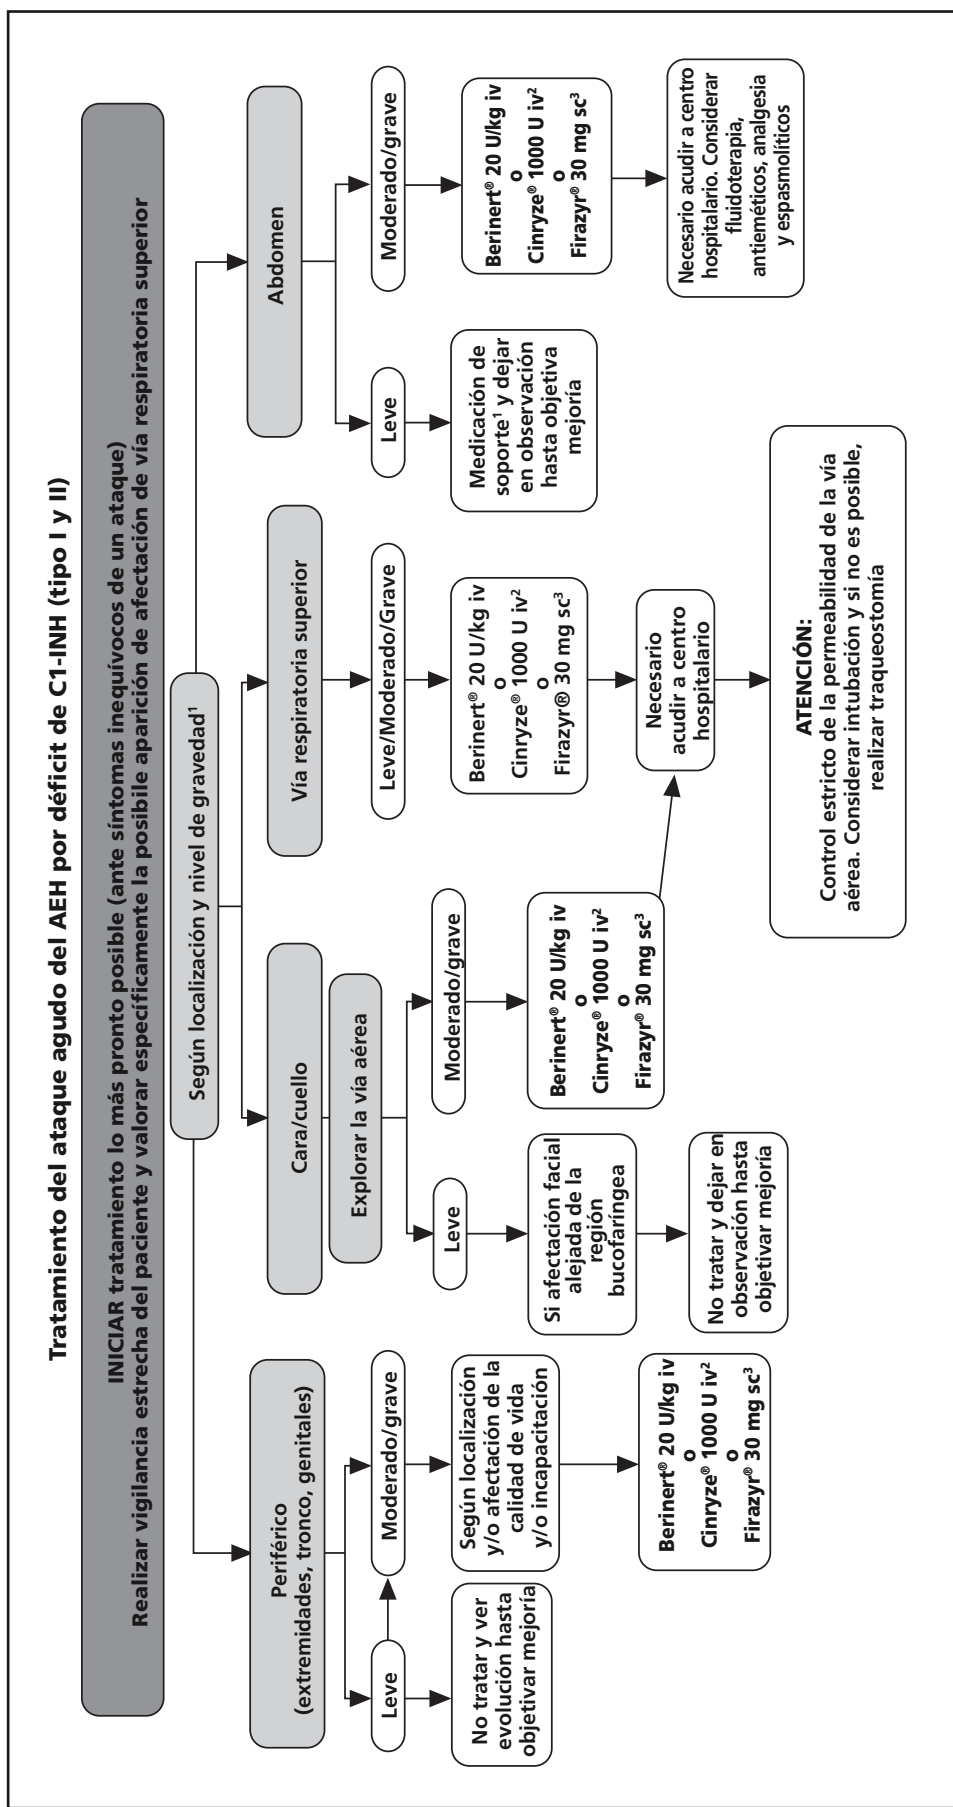 Tratamiento del ataque agudo del AEH por déficit de C1-INH (tipo I y II)
INICIAR tratamiento lo más pronto posible (ante síntomas inequívocos de un ataque)
Realizar vigilancia estrecha del paciente y valorar específicamente la posibile aparición de afectación de vía respiratoria superior
Según localización y nivel de gravedad¹
Periférico
(extremidades, tronco, genitales)
Leve
No tratar y ver
evolución hasta
objetivar mejoría
Moderado/grave
Según localización
y/o afectación de la
calidad de vida
y/o incapacitación
Berinert® 20 U/kg iv
o
Cinryze® 1000 U iv²
o
Firazyr® 30 mg sc³
Cara/cuello
Explorar la vía aérea
Leve
Si afectación facial
alejada de la
región
bucofaríngea
No tratar y dejar en
observación hasta
objetivar mejoría
Moderado/grave
Berinert® 20 U/kg iv
o
Cinryze® 1000 U iv²
o
Firazyr® 30 mg sc³
Vía respiratoria superior
Leve/Moderado/Grave
Berinert® 20 U/kg iv
o
Cinryze® 1000 U iv²
o
Firazyr® 30 mg sc³
Necesario
acudir a centro
hospitalario
ATENCIÓN:
Control estricto de la permeabilidad de la vía
aérea. Considerar intubación y si no es posible,
realizar traqueostomía
Abdomen
Leve
Medicación de
soporte¹ y dejar
en observación
hasta objetiva
mejoría
Moderado/grave
Berinert® 20 U/kg iv
o
Cinryze® 1000 U iv²
o
Firazyr® 30 mg sc³
Necesario acudir a centro
hospitalario. Considerar
fluidoterapia,
antieméticos, analgesia
y espasmolíticos